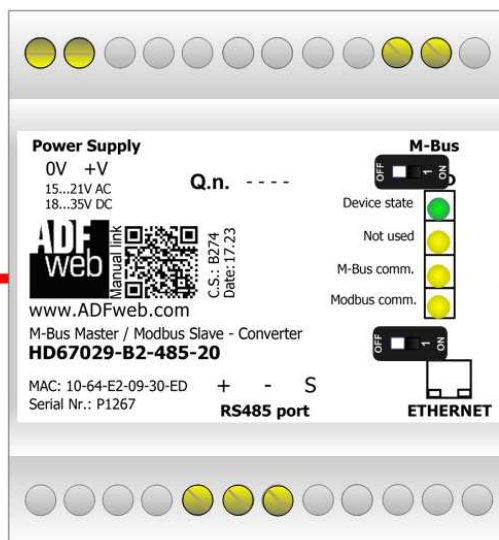 Power Supply
0V +V
15...21V AC
18...35V DC
Q.n. - - - -
M-Bus
OFF 1 ON
Device state
Not used
M-Bus comm.
Modbus comm.
ADF
web
Manual link
C.S.: B274
Date: 17.23
www.ADFweb.com
M-Bus Master / Modbus Slave - Converter
HD67029-B2-485-20
OFF 1 ON
MAC: 10-64-E2-09-30-ED
Serial Nr.: P1267
+ - S
RS485 port
ETHERNET